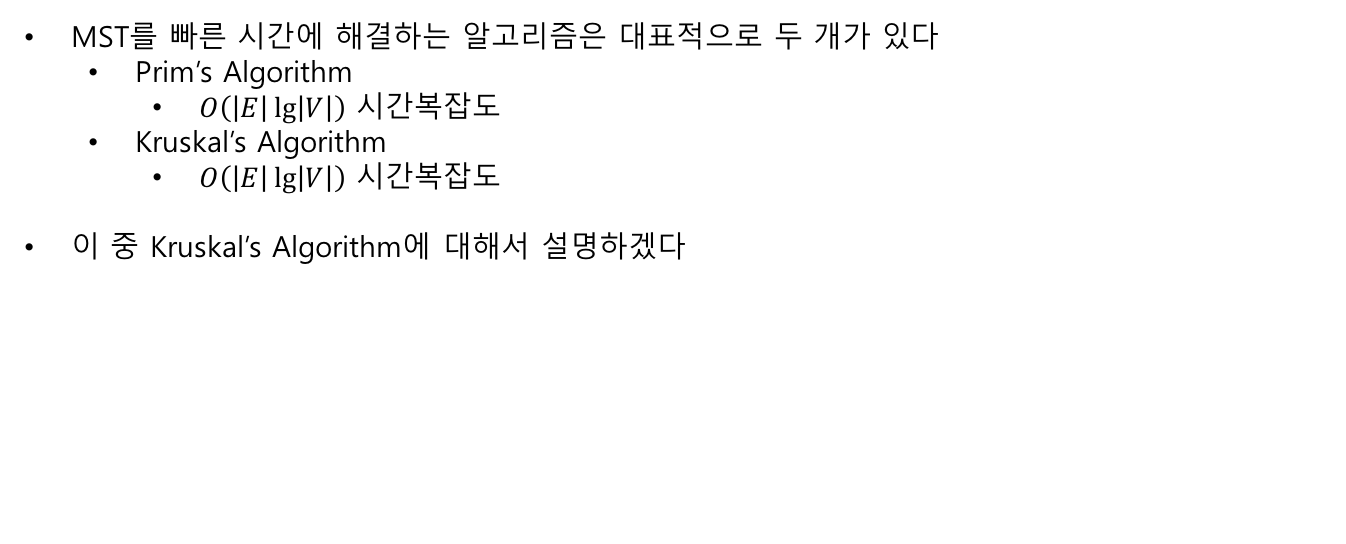 • MST를 빠른 시간에 해결하는 알고리즘은 대표적으로 두 개가 있다
• Prim’s Algorithm
• 𝑂(|𝐸| lg|𝑉|) 시간복잡도
• Kruskal’s Algorithm
• 𝑂(|𝐸| lg|𝑉|) 시간복잡도
• 이 중 Kruskal’s Algorithm에 대해서 설명하겠다